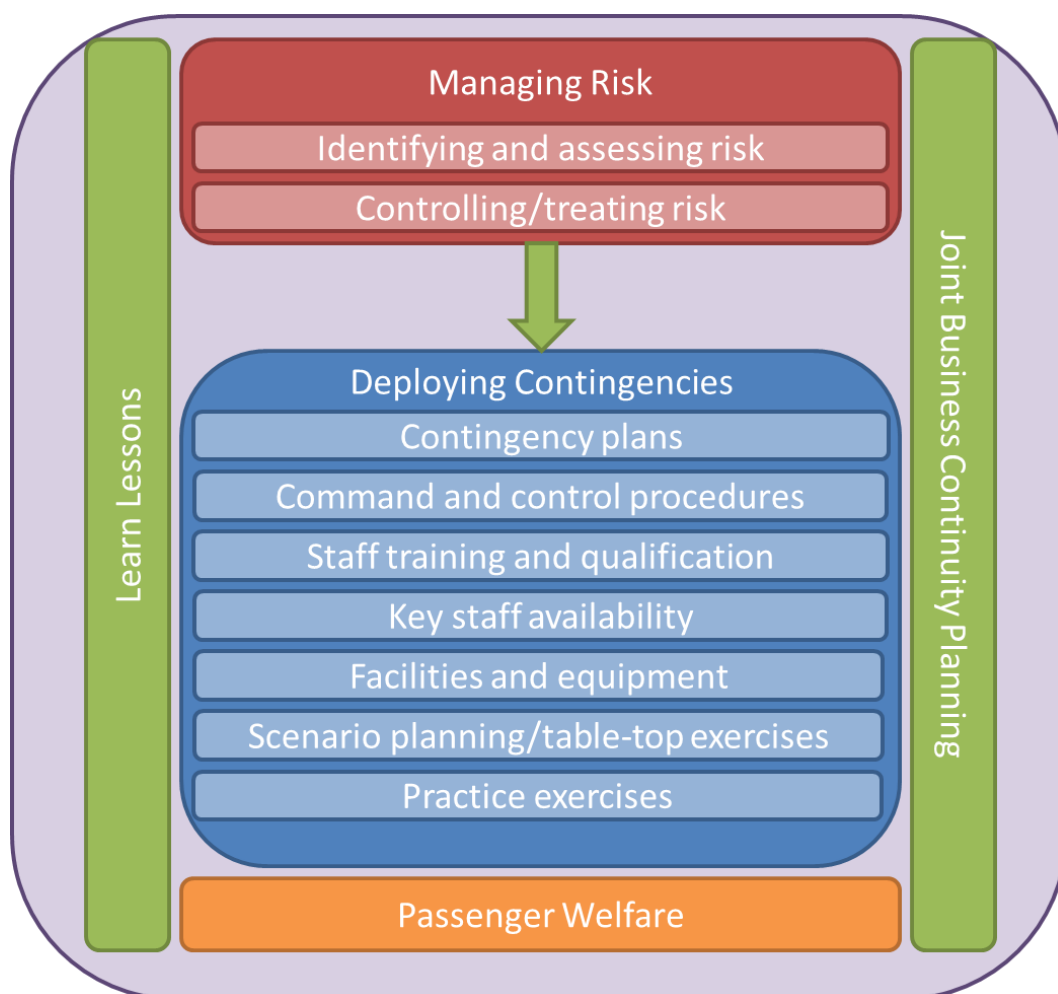 Learn Lessons
Managing Risk
Identifying and assessing risk
Controlling/treating risk
Deploying Contingencies
Contingency plans
Command and control procedures
Staff training and qualification
Key staff availability
Facilities and equipment
Scenario planning/table-top exercises
Practice exercises
Passenger Welfare
Joint Business Continuity Planning